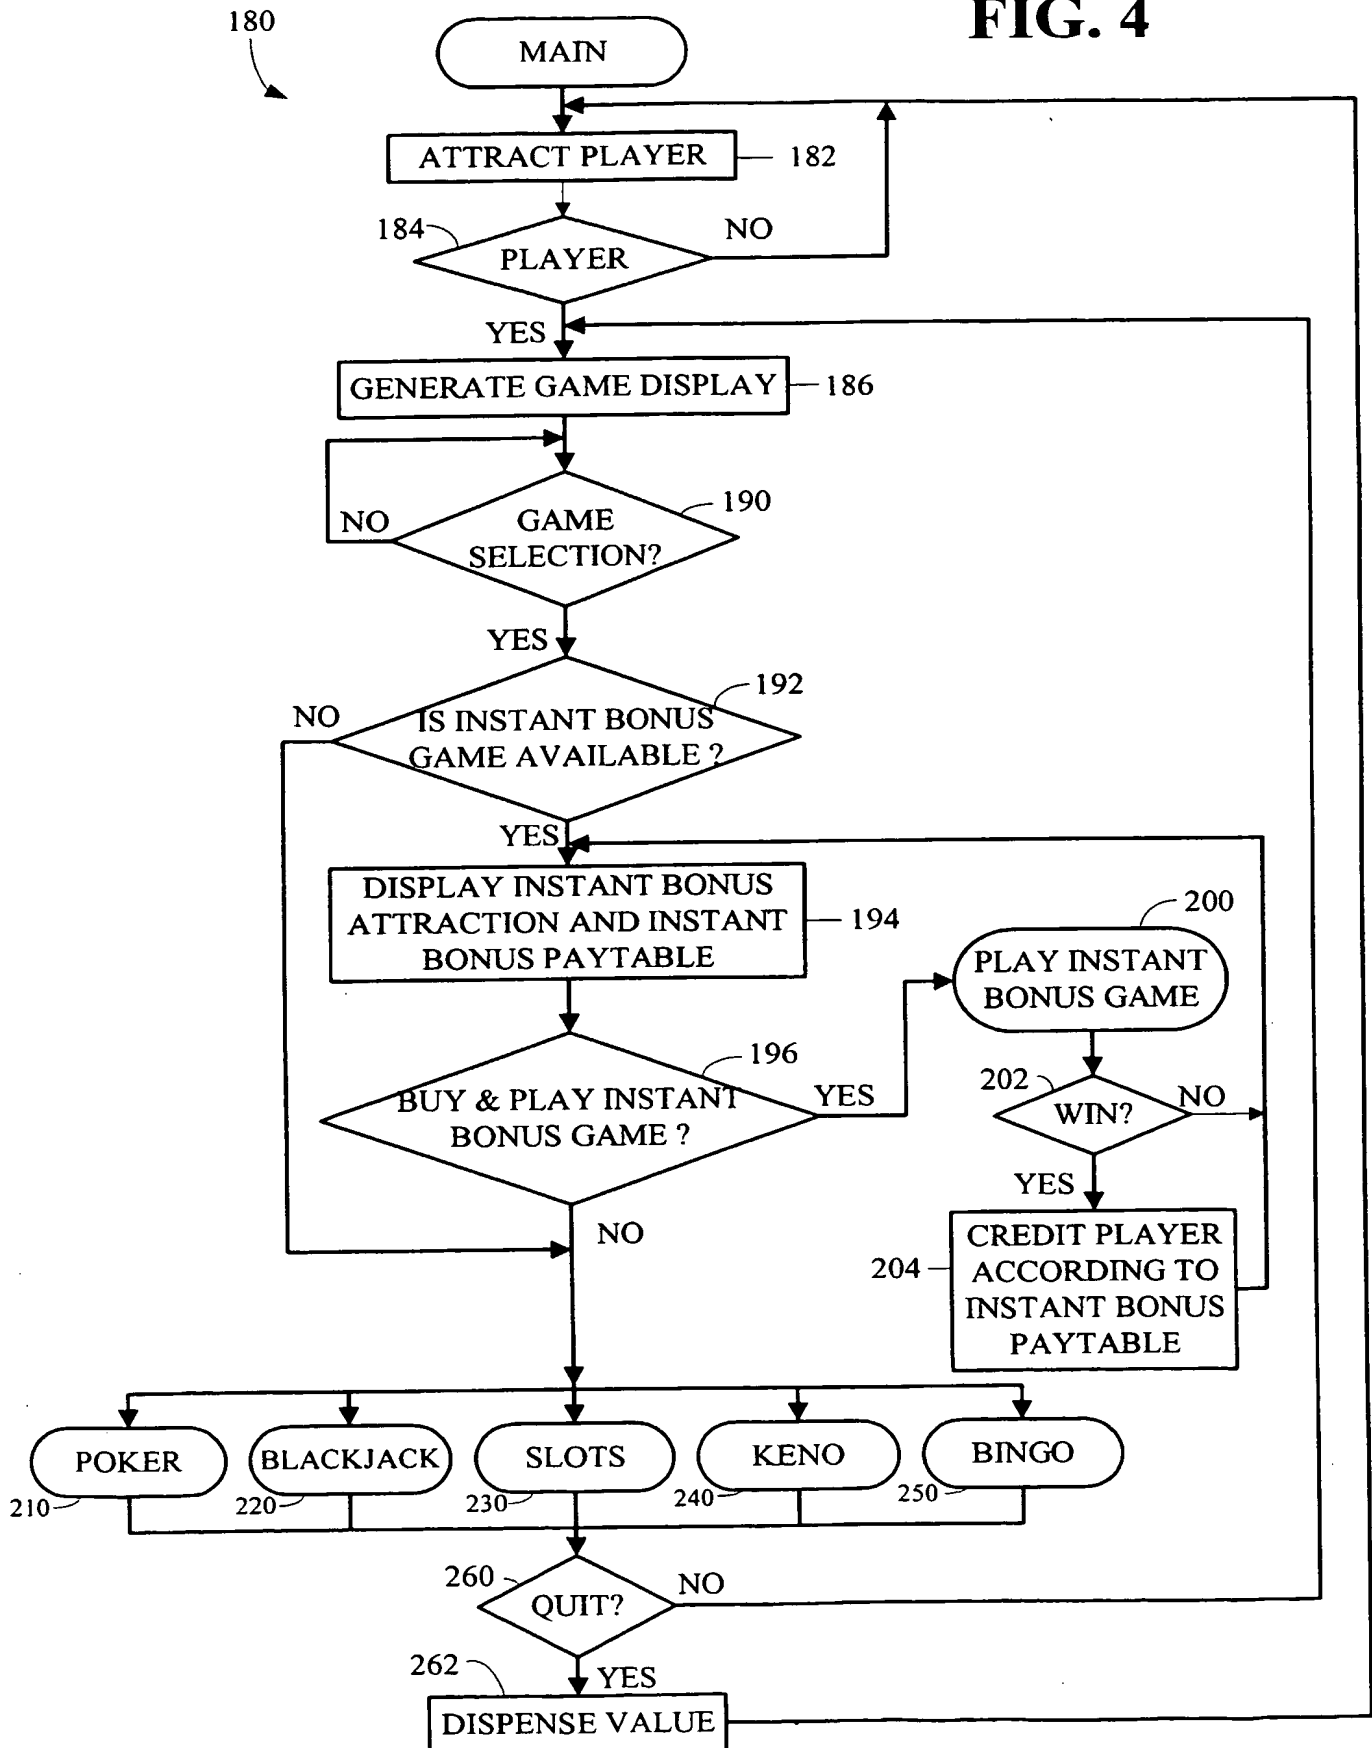 FIG. 4
180
MAIN
ATTRACT PLAYER
182
184
PLAYER
NO
YES
GENERATE GAME DISPLAY
186
NO
GAME
SELECTION?
190
YES
192
NO
IS INSTANT BONUS
GAME AVAILABLE ?
YES
DISPLAY INSTANT BONUS
ATTRACTION AND INSTANT
BONUS PAYTABLE
194
196
BUY & PLAY INSTANT
BONUS GAME ?
YES
NO
200
PLAY INSTANT
BONUS GAME
202
WIN?
NO
YES
204
CREDIT PLAYER
ACCORDING TO
INSTANT BONUS
PAYTABLE
POKER
BLACKJACK
SLOTS
KENO
BINGO
210
220
230
240
250
260
QUIT?
NO
YES
262
DISPENSE VALUE